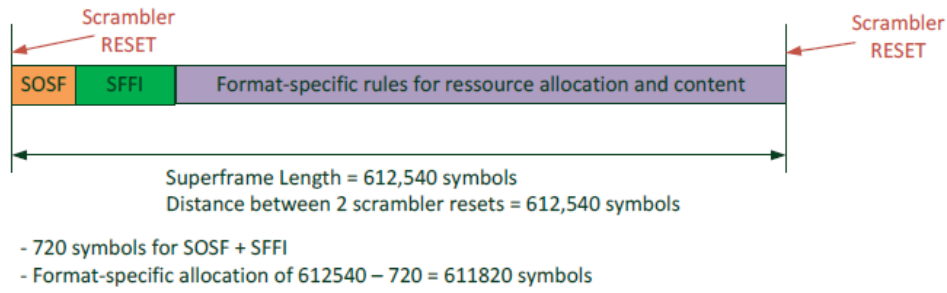 Scrambler
RESET
Scrambler
RESET
SOSF
SFFI
Format-specific rules for ressource allocation and content
Superframe Length = 612,540 symbols
Distance between 2 scrambler resets = 612,540 symbols
- 720 symbols for SOSF + SFFI
- Format-specific allocation of 612540 – 720 = 611820 symbols